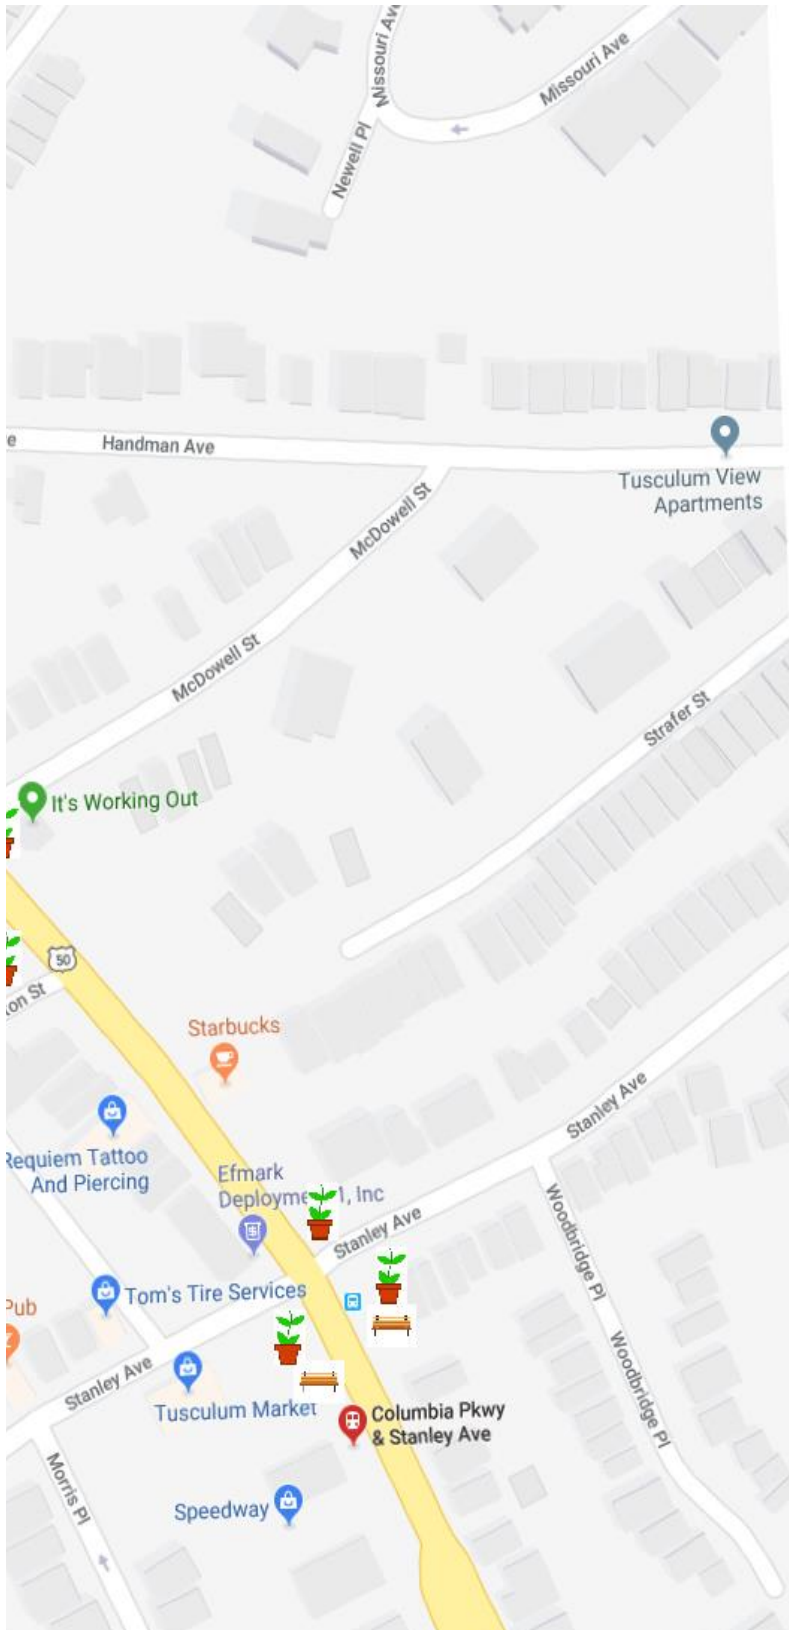 Missouri Ave
Missouri Ave
Newell Pl
e
Handman Ave
Tusculum View
Apartments
McDowell St
McDowell St
Strafer St
It's Working Out
50
on St
Starbucks
Stanley Ave
Requiem Tattoo
And Piercing
Efmark
1, Inc
Stanley Ave
Woodbridge Pl
Tom's Tire Services
Pub
Stanley Ave
Woodbridge Pl
Tusculum Market
Columbia Pkwy
& Stanley Ave
Morris Pl
Speedway